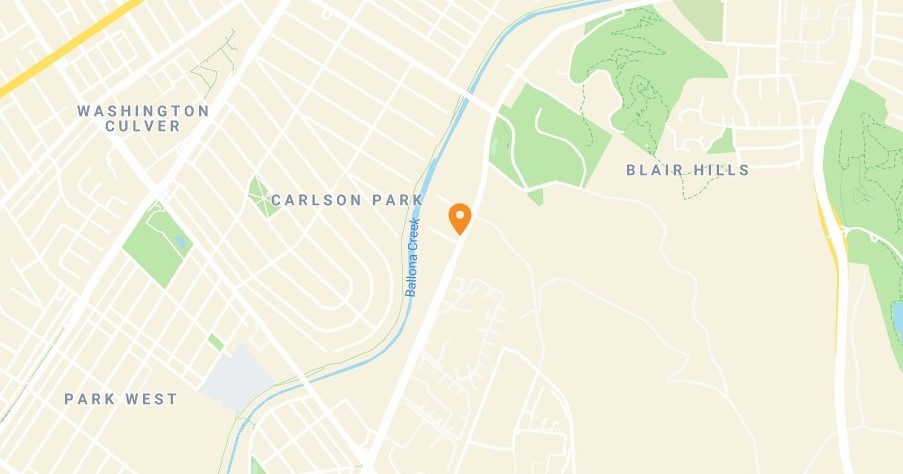 WASHINGTON
CULVER
BLAIR HILLS
CARLSON PARK
Ballona Creek
PARK WEST